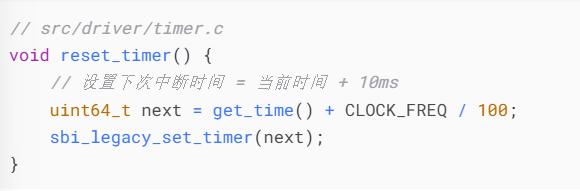 // src/driver/timer.c
void reset_timer() {
    // 设置下次中断时间 = 当前时间 + 10ms
    uint64_t next = get_time() + CLOCK_FREQ / 100;
    sbi_legacy_set_timer(next);
}